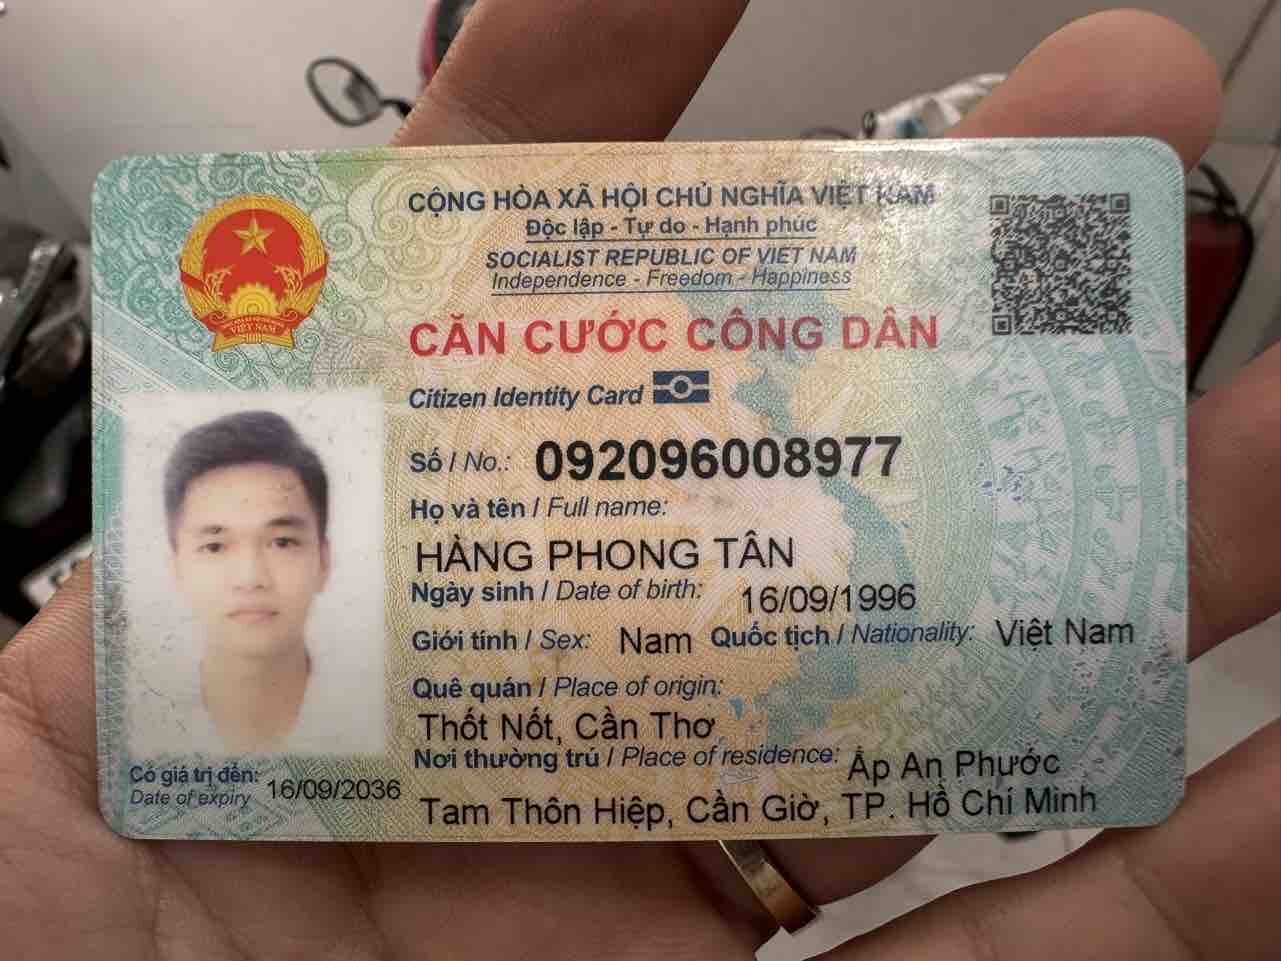 CỘNG HÒA XÃ HỘI CHỦ NGHĨA VIỆT NAM
Độc lập - Tự do - Hạnh phúc
SOCIALIST REPUBLIC OF VIET NAM
Independence - Freedom - Happiness
VIỆT NAM
CĂN CƯỚC CÔNG DÂN
Citizen Identity Card
Số / No.: 092096008977
Họ và tên / Full name:
HÀNG PHONG TÂN
Ngày sinh / Date of birth: 16/09/1996
Giới tính / Sex: Nam Quốc tịch / Nationality: Việt Nam
Quê quán / Place of origin:
Thốt Nốt, Cần Thơ
Nơi thường trú / Place of residence: Ấp An Phước
Tam Thôn Hiệp, Cần Giờ, TP. Hồ Chí Minh
Có giá trị đến: 16/09/2036
Date of expiry